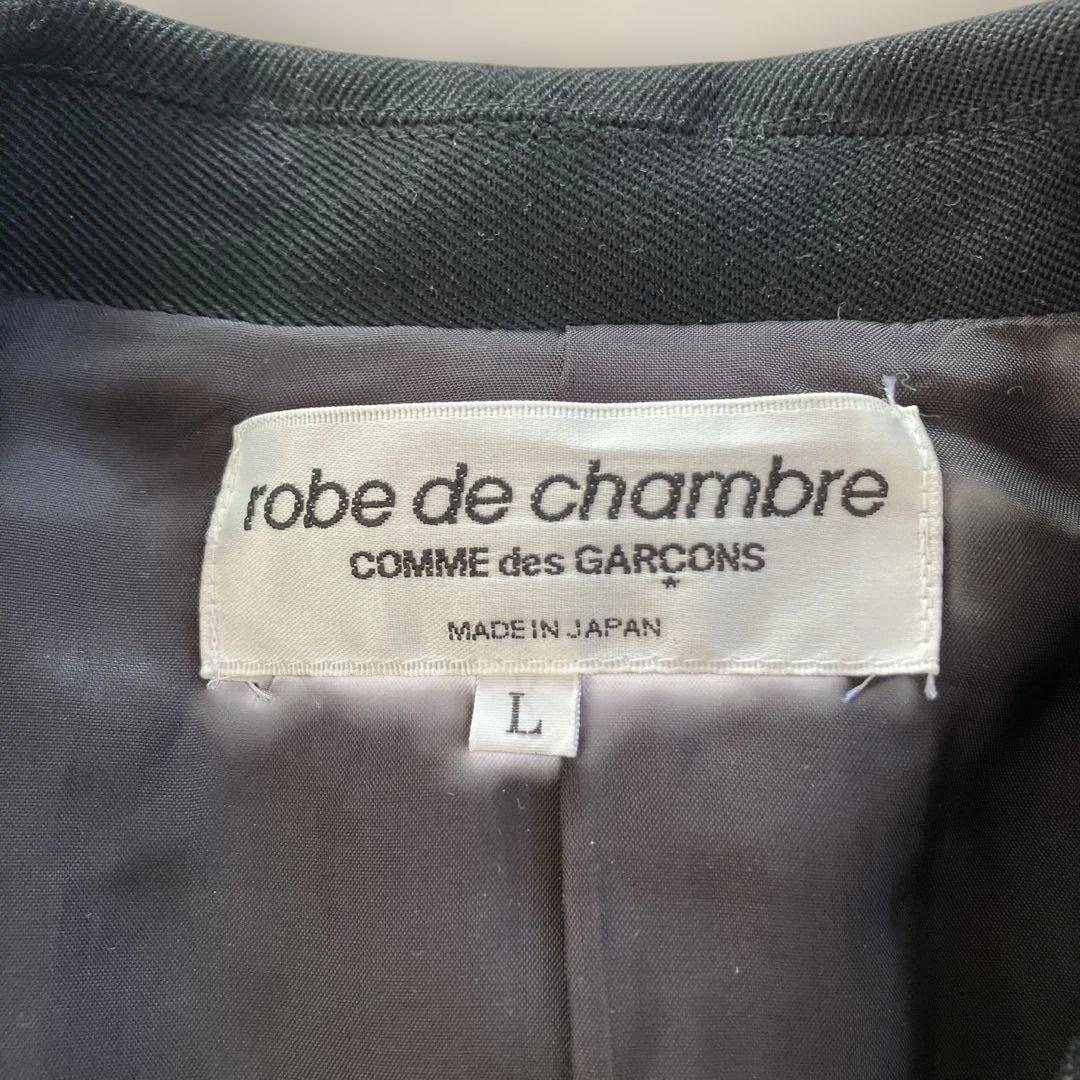 robe de chambre
COMME des GARÇONS
*
MADE IN JAPAN
L